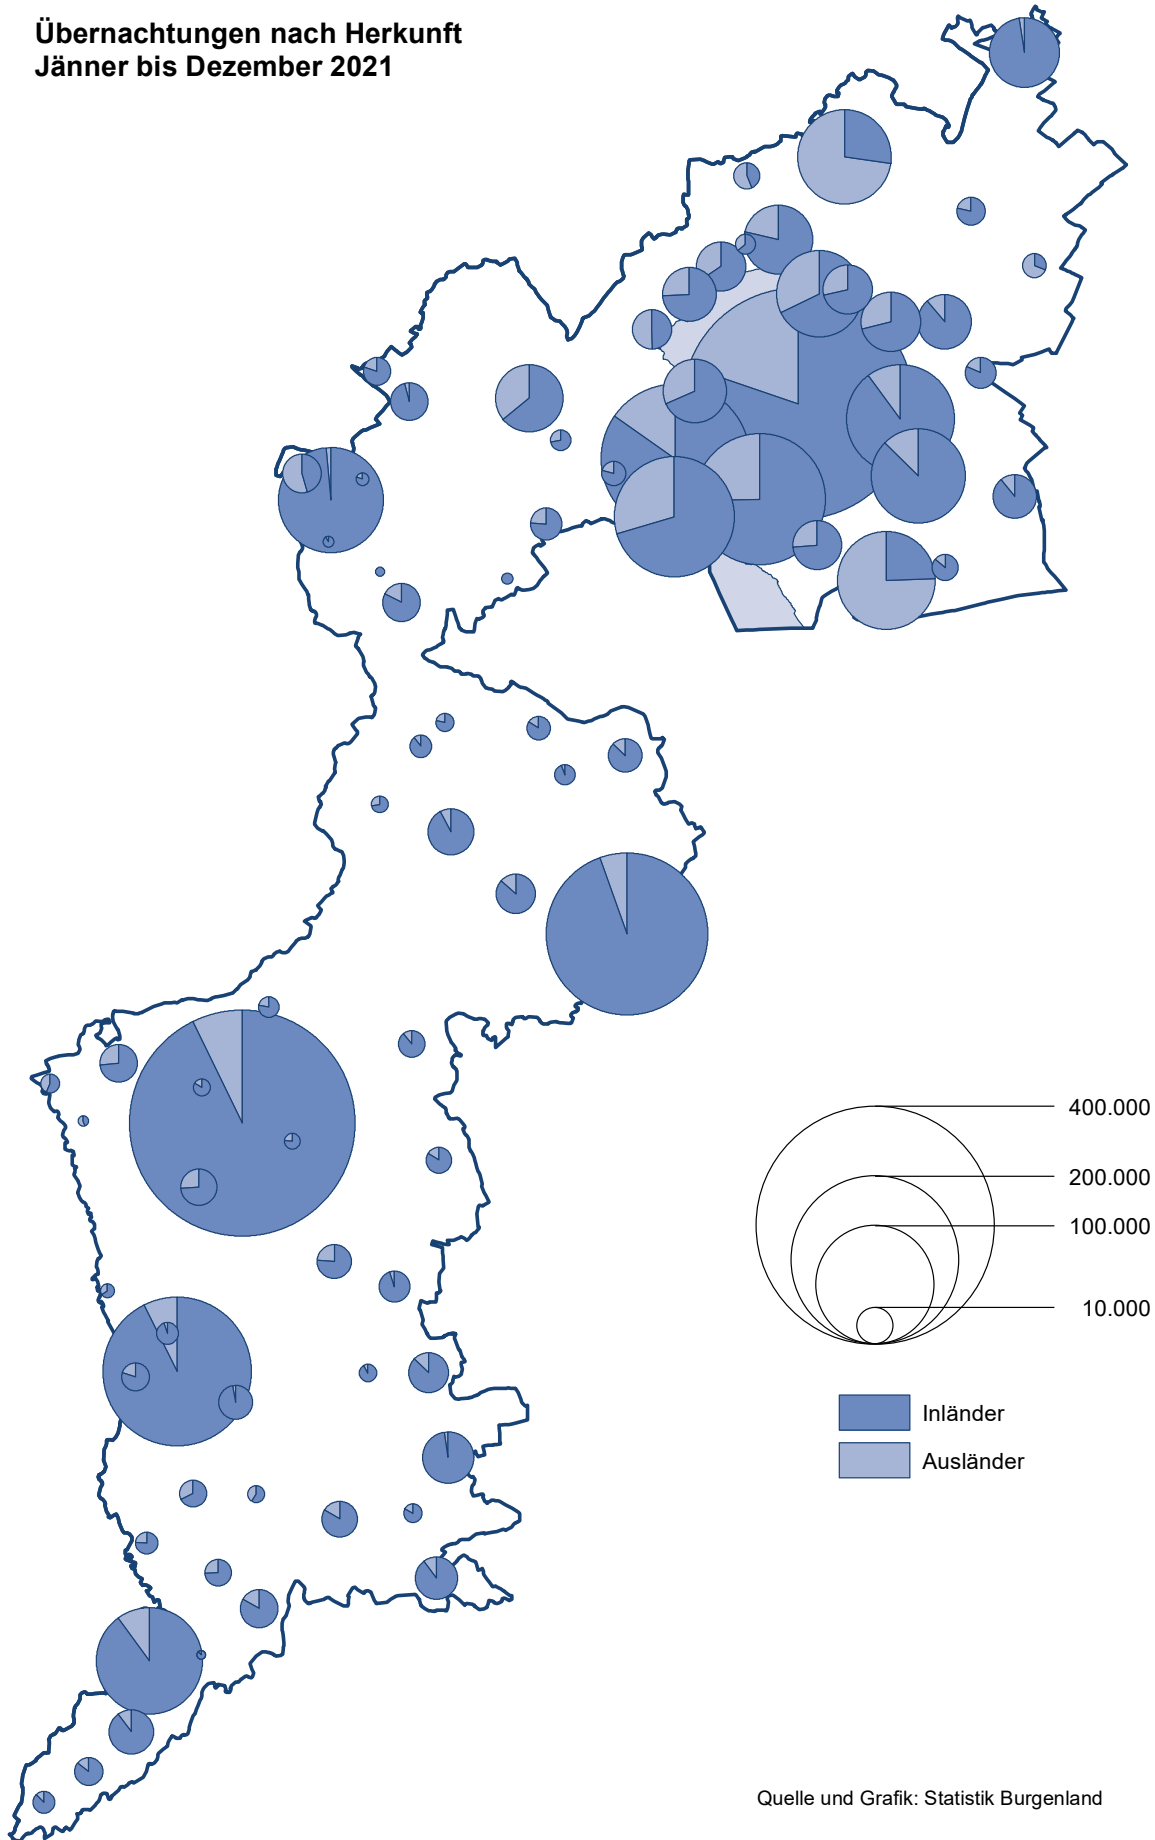 Übernachtungen nach Herkunft
Jänner bis Dezember 2021
400.000
200.000
100.000
10.000
Inländer
Ausländer
Quelle und Grafik: Statistik Burgenland